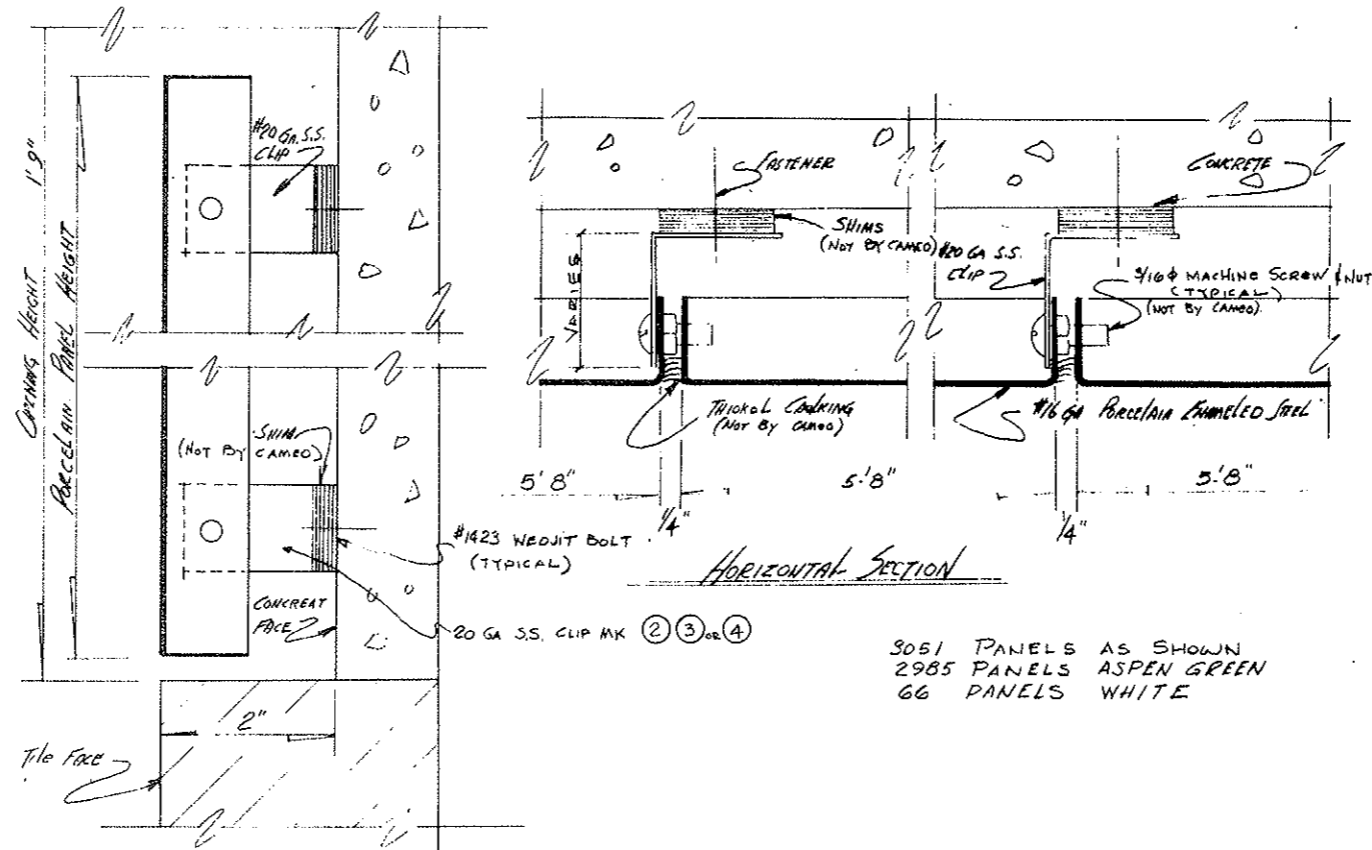 OPENING HEIGHT 1'9"
PORCELAIN PANEL HEIGHT
#20 GA. S.S.
CLIP
SHIM
(NOT BY CAMEO)
#1423 WEDJIT BOLT
(TYPICAL)
CONCREAT
FACE
20 GA S.S. CLIP MK 2 3 OR 4
2"
Tile FACE
FASTENER
CONCRETE
SHIMS
(NOT BY CAMEO)
VARIES
#20 GA S.S.
CLIP
3/16 Φ MACHINE SCREW & NUT
(TYPICAL)
(NOT BY CAMEO)
THIOKOL CAULKING
(NOT BY CAMEO)
#16 GA PORCELAIN ENAMELED STEEL
5'8"
5'8"
5'8"
1/4"
1/4"
HORIZONTAL SECTION
3051 PANELS AS SHOWN
2985 PANELS ASPEN GREEN
66 PANELS WHITE